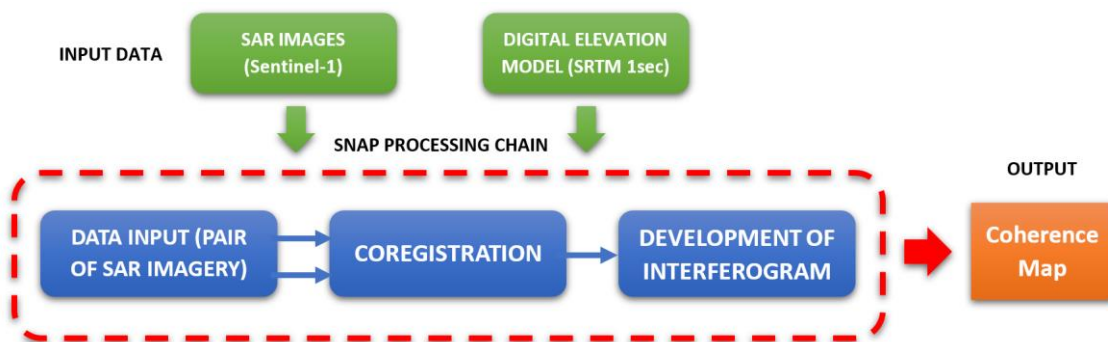 INPUT DATA
SAR IMAGES
(Sentinel-1)
DIGITAL ELEVATION
MODEL (SRTM 1sec)
SNAP PROCESSING CHAIN
DATA INPUT (PAIR
OF SAR IMAGERY)
COREGISTRATION
DEVELOPMENT OF
INTERFEROGRAM
OUTPUT
Coherence
Map